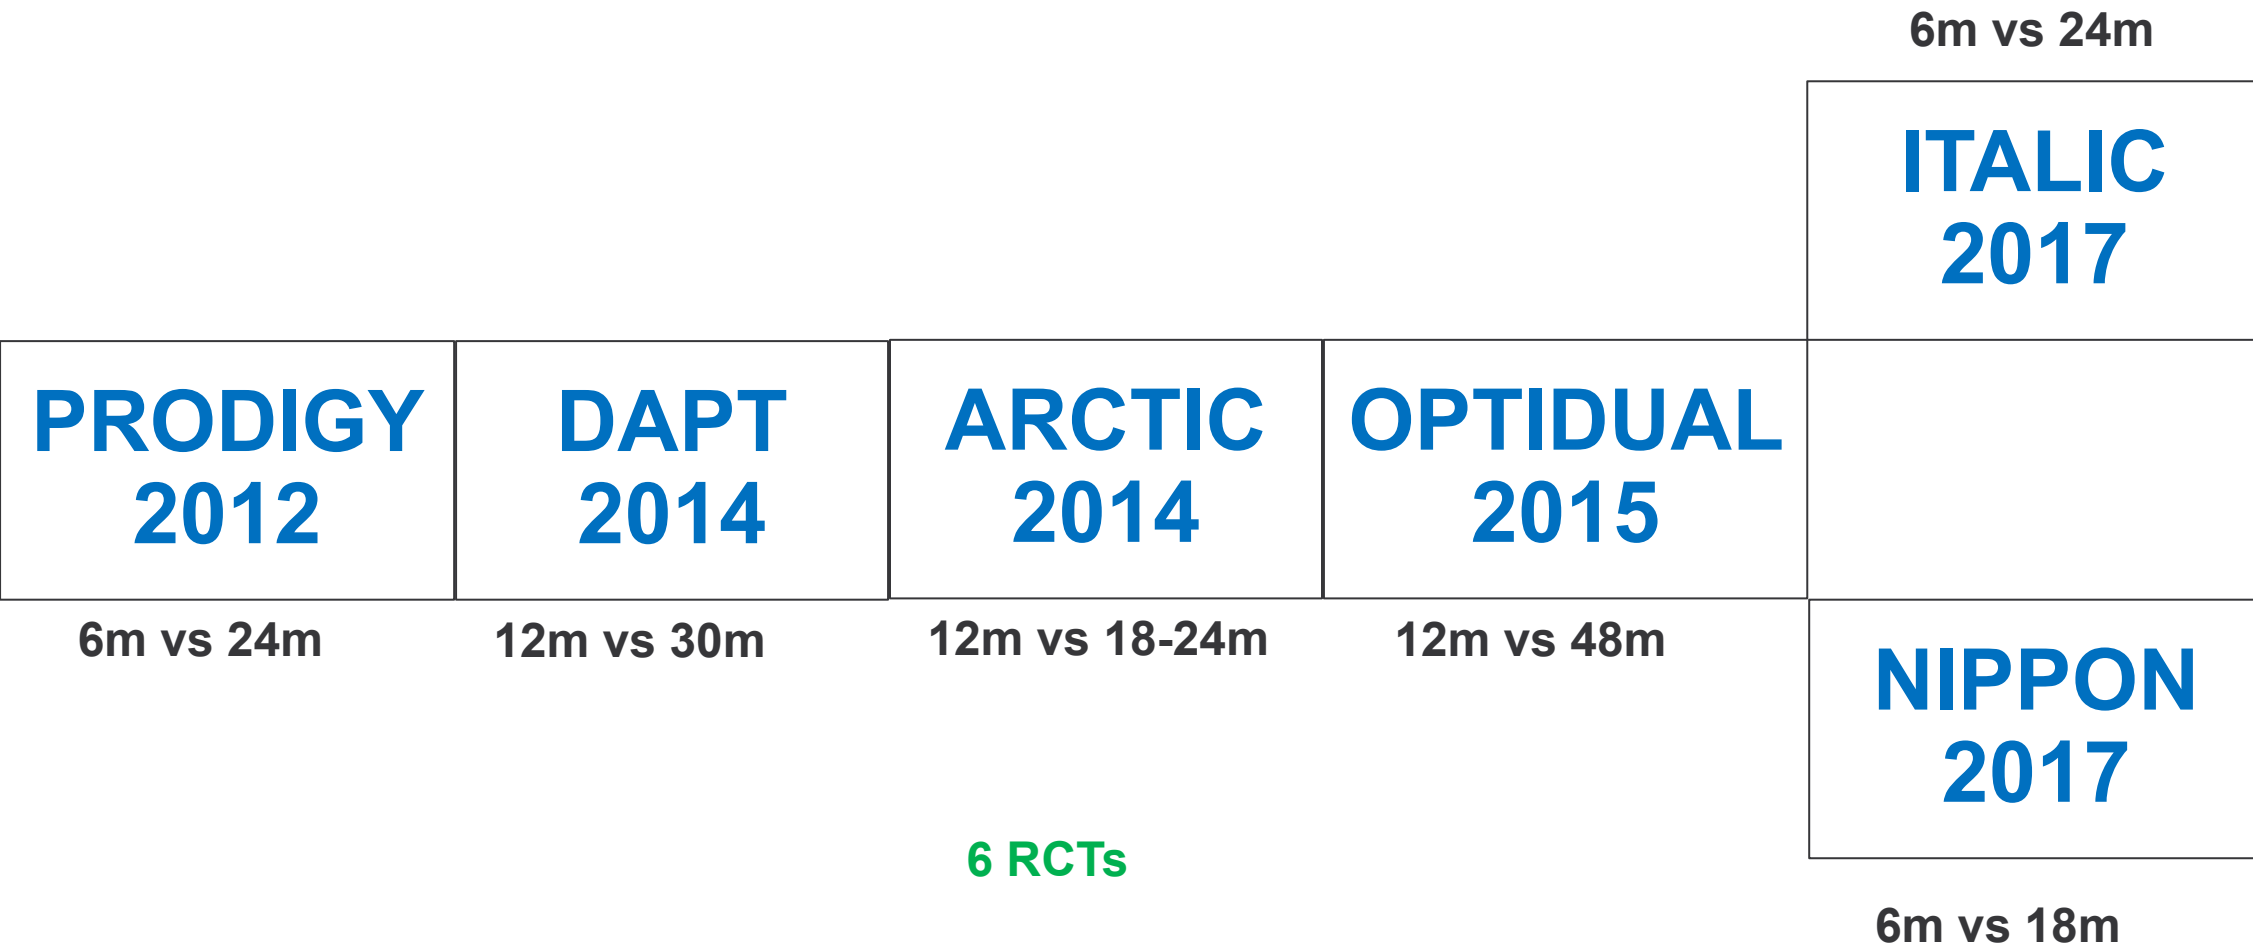 6m vs 24m
ITALIC
2017
PRODIGY
2012
6m vs 24m
DAPT
2014
12m vs 30m
ARCTIC
2014
12m vs 18-24m
OPTIDUAL
2015
12m vs 48m
NIPPON
2017
6m vs 18m
6 RCTs